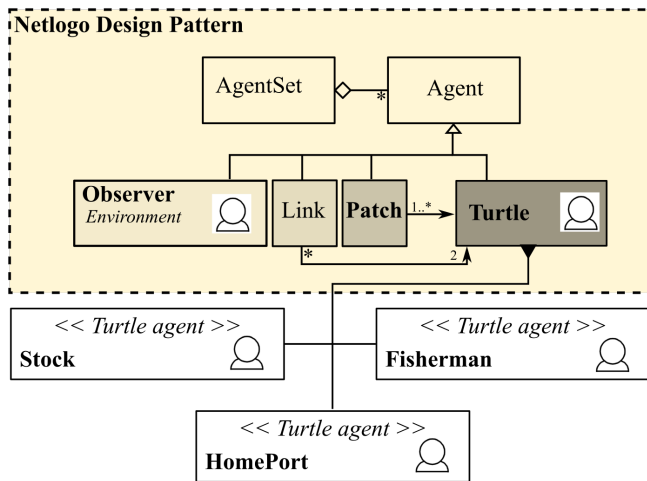 Netlogo Design Pattern
AgentSet
*
Agent
Observer
Environment
Link
Patch
1..*
Turtle
*
2
<< Turtle agent >>
Stock
<< Turtle agent >>
Fisherman
<< Turtle agent >>
HomePort